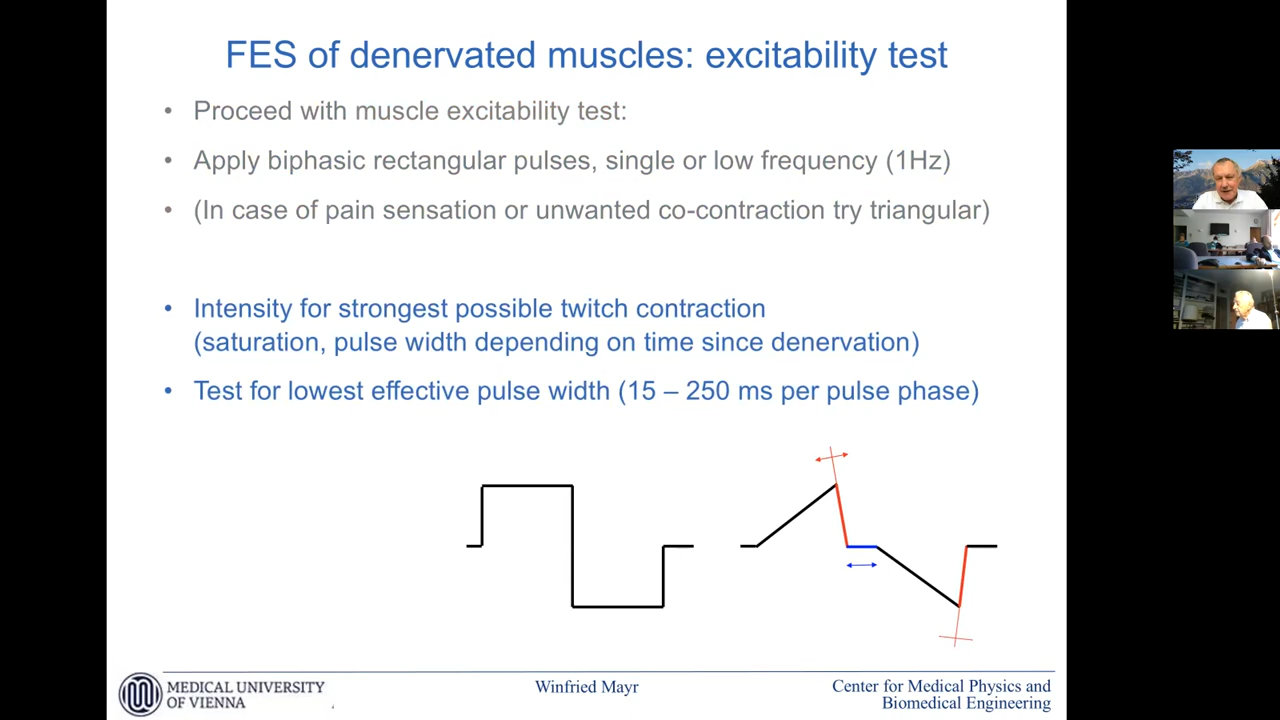 FES of denervated muscles: excitability test
• Proceed with muscle excitability test:
• Apply biphasic rectangular pulses, single or low frequency (1Hz)
• (In case of pain sensation or unwanted co-contraction try triangular)
• Intensity for strongest possible twitch contraction
(saturation, pulse width depending on time since denervation)
• Test for lowest effective pulse width (15 – 250 ms per pulse phase)
MEDICAL UNIVERSITY
OF VIENNA
Winfried Mayr
Center for Medical Physics and
Biomedical Engineering